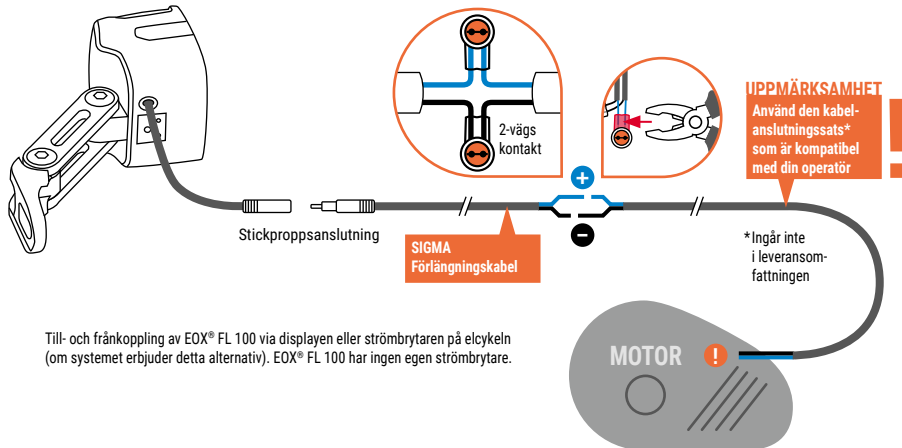 2-vägs
kontakt
UPPMÄRKSAMHET
Använd den kabel-
anslutningssats*
som är kompatibel
med din operatör
+
Stickproppsanslutning
SIGMA
Förlängningskabel
−
*Ingår inte
i leveransom-
fattningen
Till- och frånkoppling av EOX® FL 100 via displayen eller strömbrytaren på elcykeln
(om systemet erbjuder detta alternativ). EOX® FL 100 har ingen egen strömbrytare.
MOTOR !